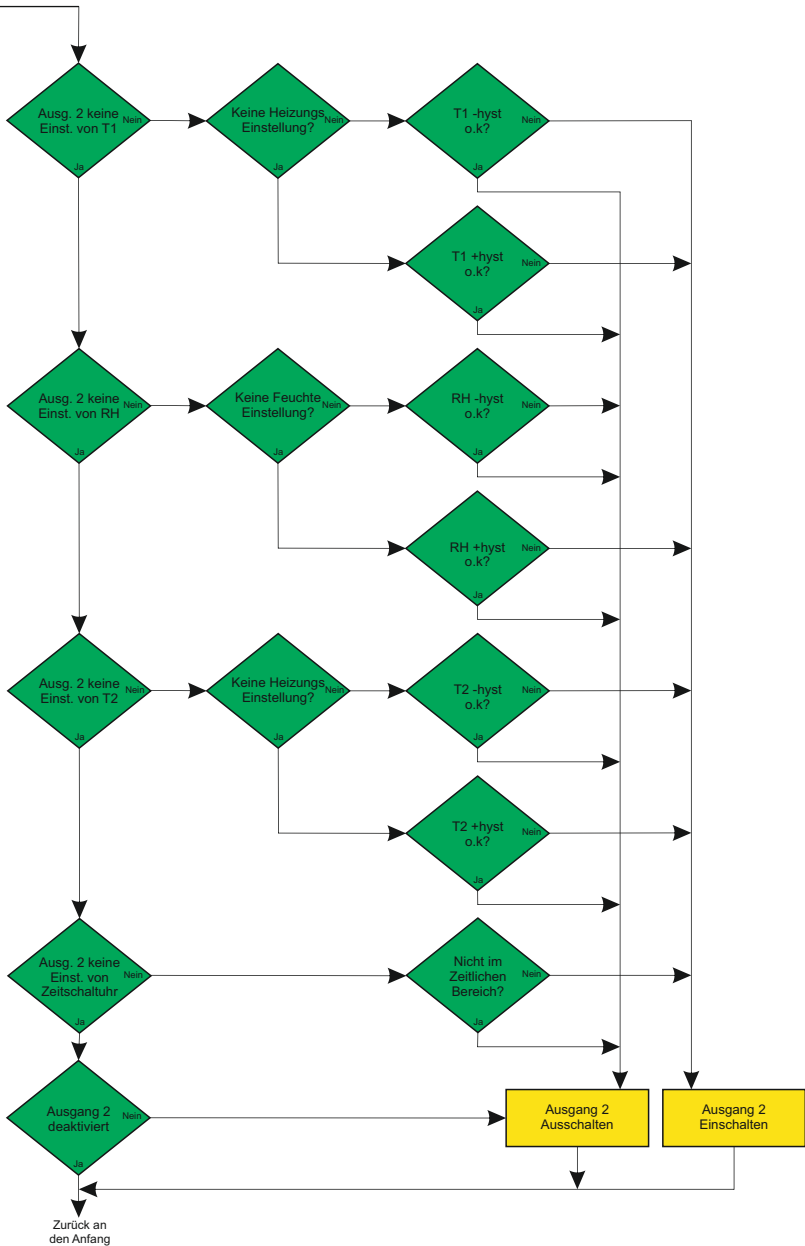 Ausg. 2 keine
Einst. von T1
Nein
Ja
Keine Heizungs
Einstellung?
Nein
Ja
T1 -hyst
o.k?
Nein
Ja
T1 +hyst
o.k?
Nein
Ja
Ausg. 2 keine
Einst. von RH
Nein
Ja
Keine Feuchte
Einstellung?
Nein
Ja
RH -hyst
o.k?
Nein
Ja
RH +hyst
o.k?
Nein
Ja
Ausg. 2 keine
Einst. von T2
Nein
Ja
Keine Heizungs
Einstellung?
Nein
Ja
T2 -hyst
o.k?
Nein
Ja
T2 +hyst
o.k?
Nein
Ja
Ausg. 2 keine
Einst. von
Zeitschaltuhr
Nein
Ja
Nicht im
Zeitlichen
Bereich?
Nein
Ja
Ausgang 2
deaktiviert
Nein
Ja
Ausgang 2
Ausschalten
Ausgang 2
Einschalten
Zurück an
den Anfang